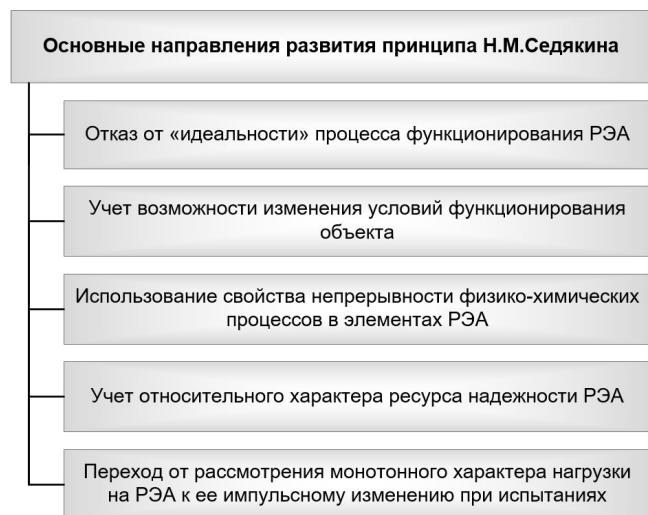 Основные направления развития принципа Н.М.Седякина
Отказ от «идеальности» процесса функционирования РЭА
Учет возможности изменения условий функционирования
объекта
Использование свойства непрерывности физико-химических
процессов в элементах РЭА
Учет относительного характера ресурса надежности РЭА
Переход от рассмотрения монотонного характера нагрузки
на РЭА к ее импульсному изменению при испытаниях